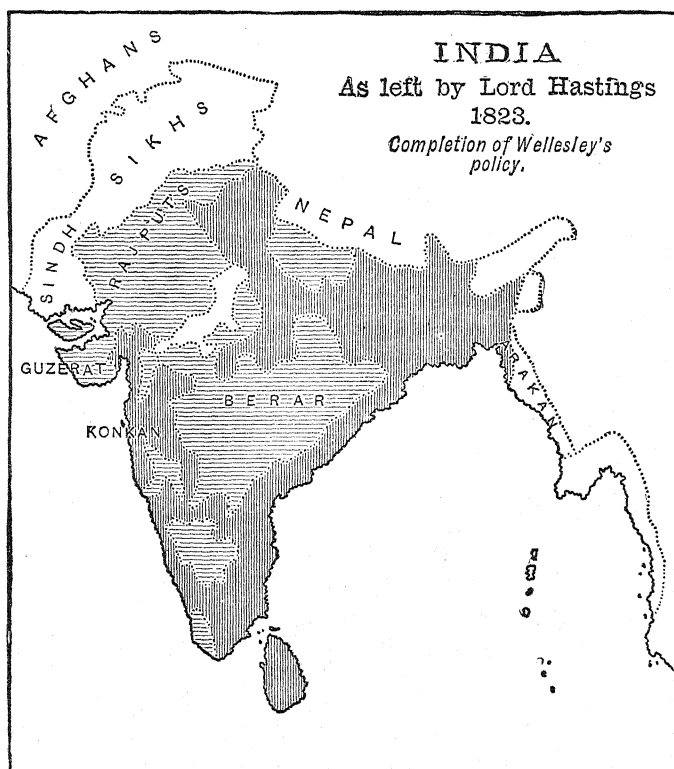 INDIA
As left by Lord Hastings
1823.
Completion of Wellesley's
policy.
AFGHANS
SIKHS
NEPAL
RAJPUTS
SINDH
GUZERAT
BERAR
KONKAN
ARAKAN